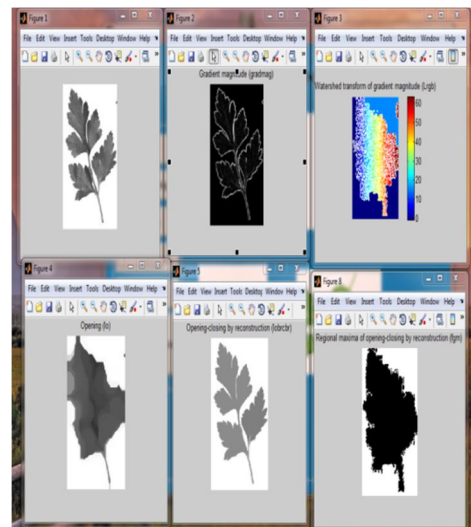 Figure 1
File Edit View Insert Tools Desktop Window Help
Figure 2
File Edit View Insert Tools Desktop Window Help
Gradient magnitude (gradmag)
Figure 3
File Edit View Insert Tools Desktop Window Help
Watershed transform of gradient magnitude (Lrgb)
60
50
40
30
20
10
0
Figure 4
File Edit View Insert Tools Desktop Window Help
Opening (Io)
Figure 5
File Edit View Insert Tools Desktop Window Help
Opening-closing by reconstruction (Iobrcbr)
Figure 8
File Edit View Insert Tools Desktop Window Help
Regional maxima of opening-closing by reconstruction (fgm)